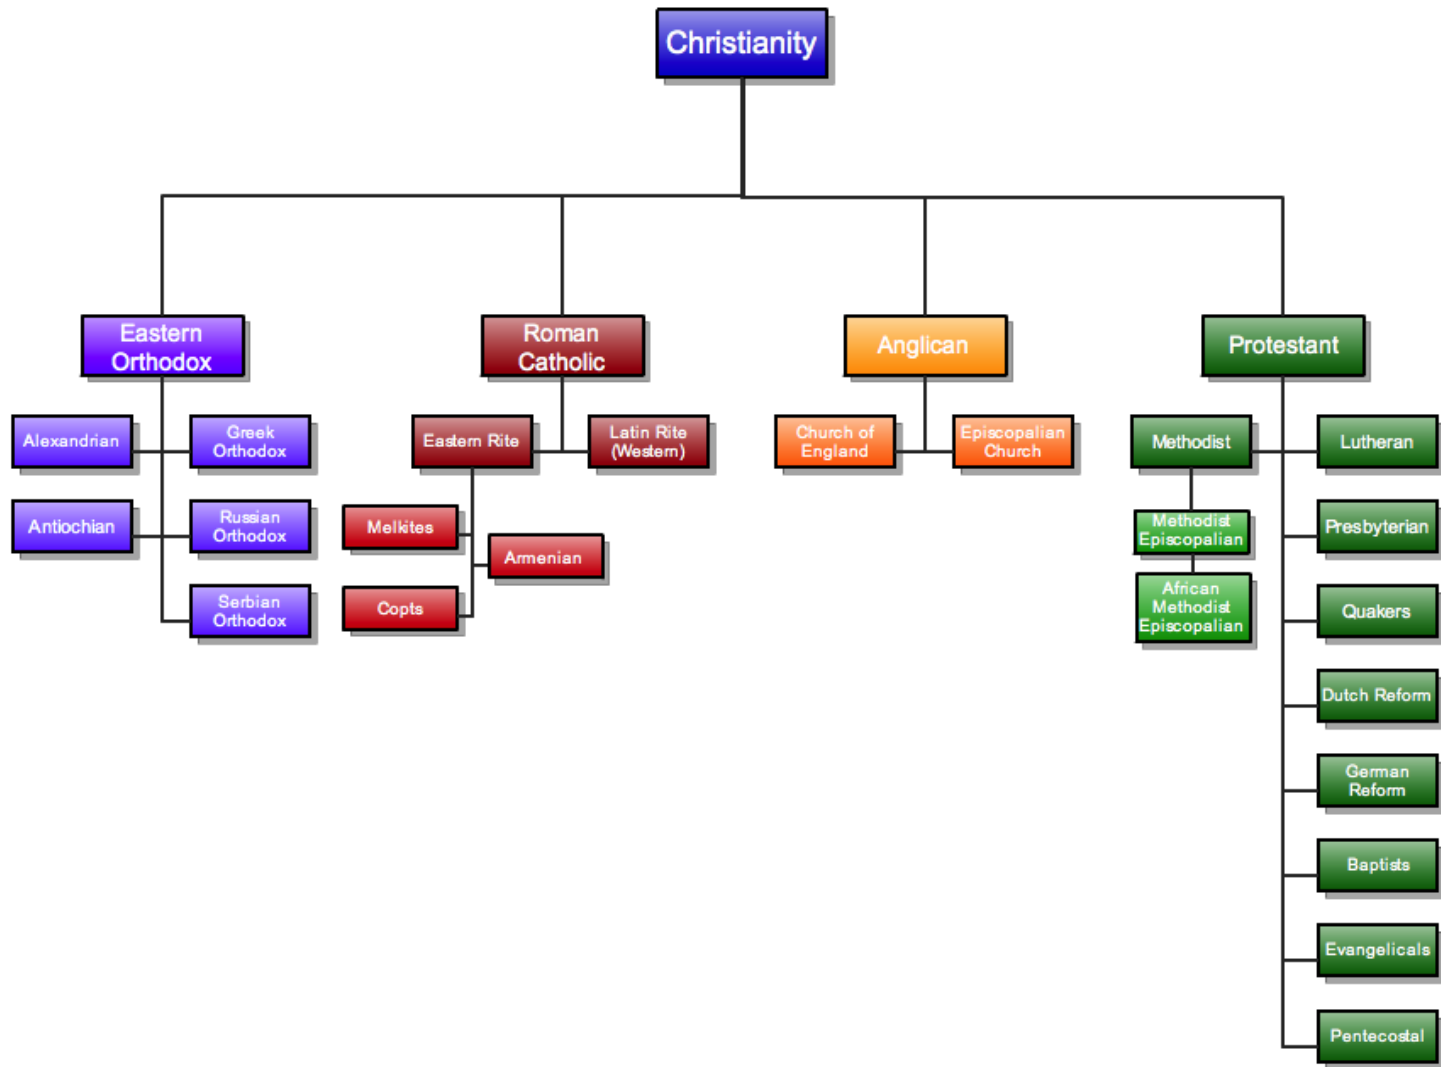 Christianity
Eastern
Orthodox
Roman
Catholic
Anglican
Protestant
Alexandrian
Greek
Orthodox
Antiochian
Russian
Orthodox
Serbian
Orthodox
Eastern Rite
Latin Rite
(Western)
Melkites
Armenian
Copts
Church of
England
Episcopalian
Church
Methodist
Methodist
Episcopalian
African
Methodist
Episcopalian
Lutheran
Presbyterian
Quakers
Dutch Reform
German
Reform
Baptists
Evangelicals
Pentecostal